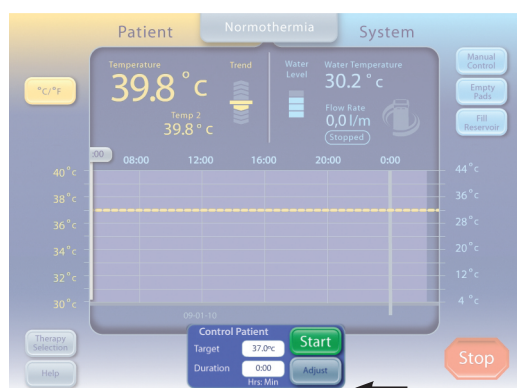 Patient
Normothermia
System
°C/°F
Temperature
39.8°c
Trend
Temp 2
39.8°c
Water
Level
Water Temperature
30.2°c
Flow Rate
0,0 l/m
Stopped
Manual
Control
Empty
Pads
Fill
Reservoir
:00 08:00 12:00 16:00 20:00 0:00
40°c
38°c
36°c
34°c
32°c
30°c
44°c
36°c
28°c
20°c
12°c
4°c
09-01-10
Therapy
Selection
Help
Control Patient
Target 37.0°c
Start
Duration 0:00
Adjust
Hrs: Min
Stop